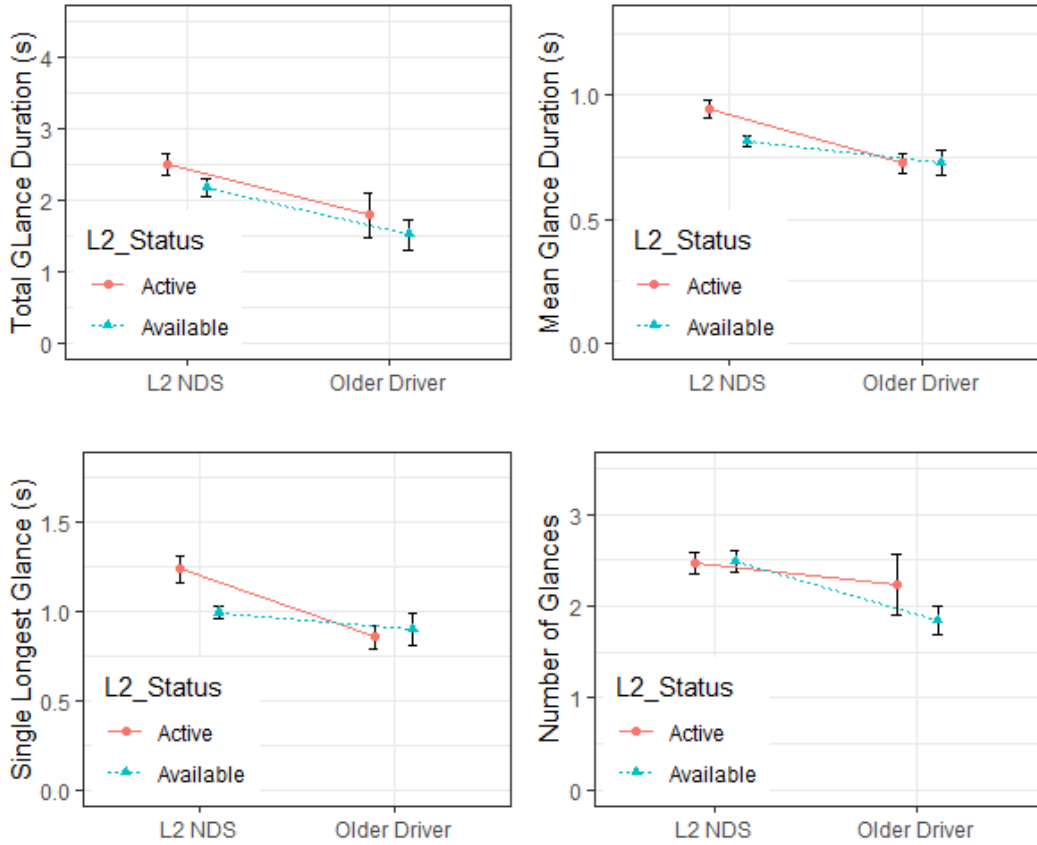 Total GLance Duration (s)
4
3
2
1
0
L2_Status
Active
Available
L2 NDS
Older Driver
Mean Glance Duration (s)
1.0
0.5
0.0
L2_Status
Active
Available
L2 NDS
Older Driver
Single Longest Glance (s)
1.5
1.0
0.5
0.0
L2_Status
Active
Available
L2 NDS
Older Driver
Number of Glances
3
2
1
0
L2_Status
Active
Available
L2 NDS
Older Driver